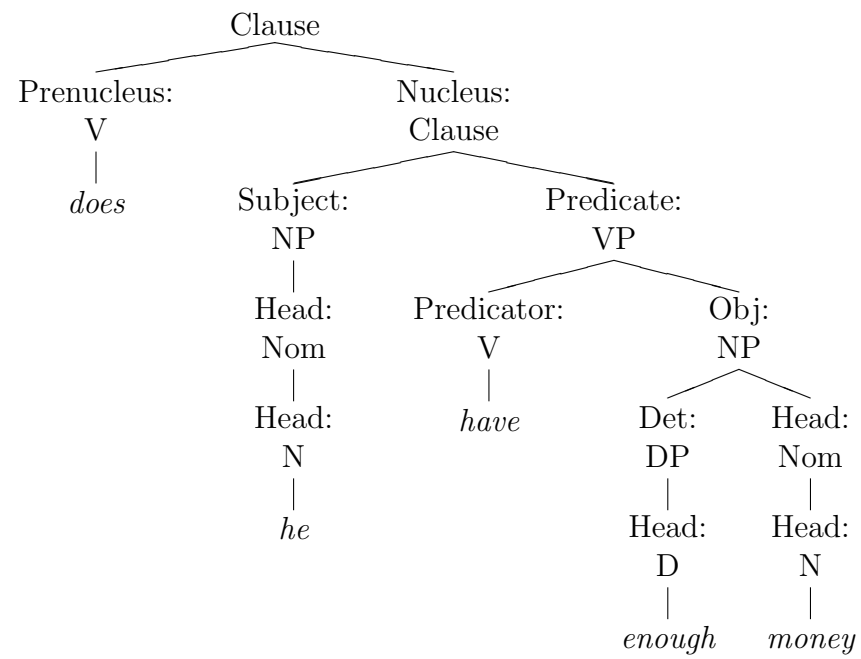 Clause
Prenucleus: Nucleus:
V Clause
does Subject: Predicate:
NP VP
Head: Predicator: Obj:
Nom V NP
Head: have Det: Head:
N DP Nom
he Head: Head:
D N
enough money